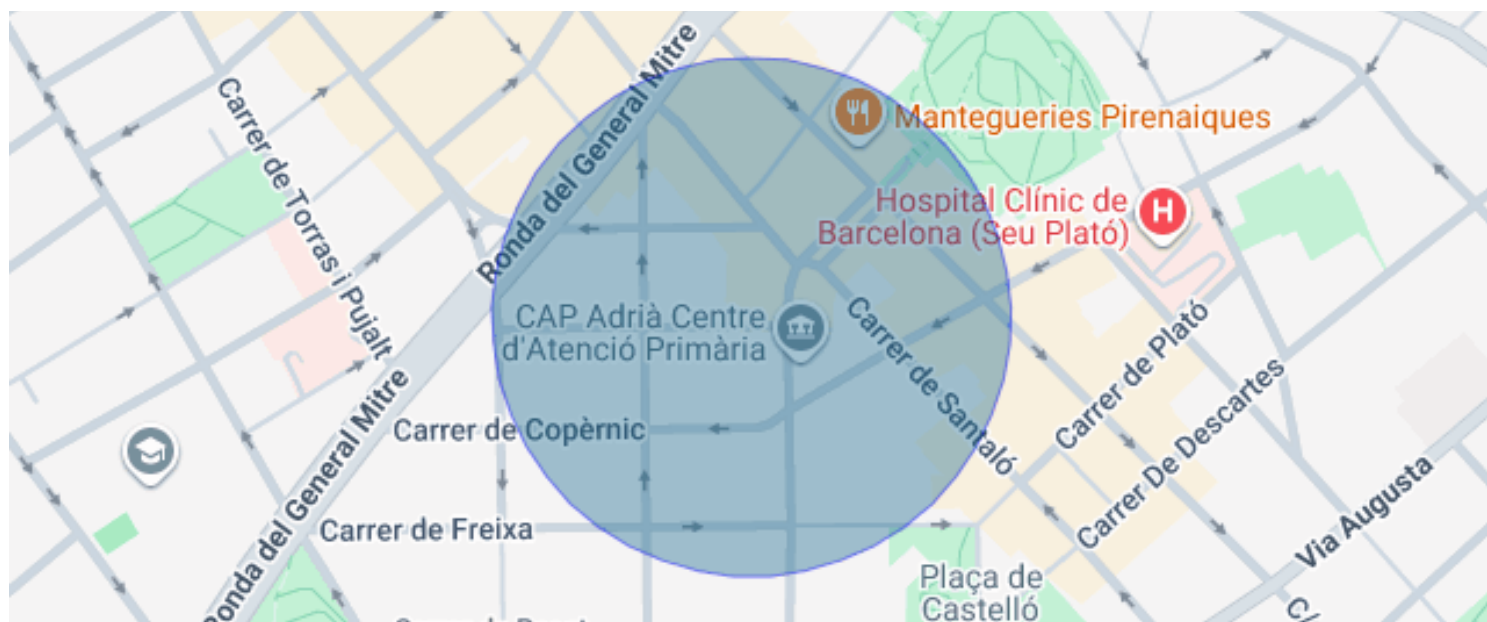 Ronda del General Mitre
Mantegueries Pirenaiques
Carrer de Torras i Pujalt
Hospital Clínic de
Barcelona (Seu Plató)
H
CAP Adrià Centre
d'Atenció Primària
Carrer de Santaló
Carrer de Plató
Carrer De Descartes
Ronda del General Mitre
Carrer de Copèrnic
Carrer de Freixa
Via Augusta
Plaça de
Castelló